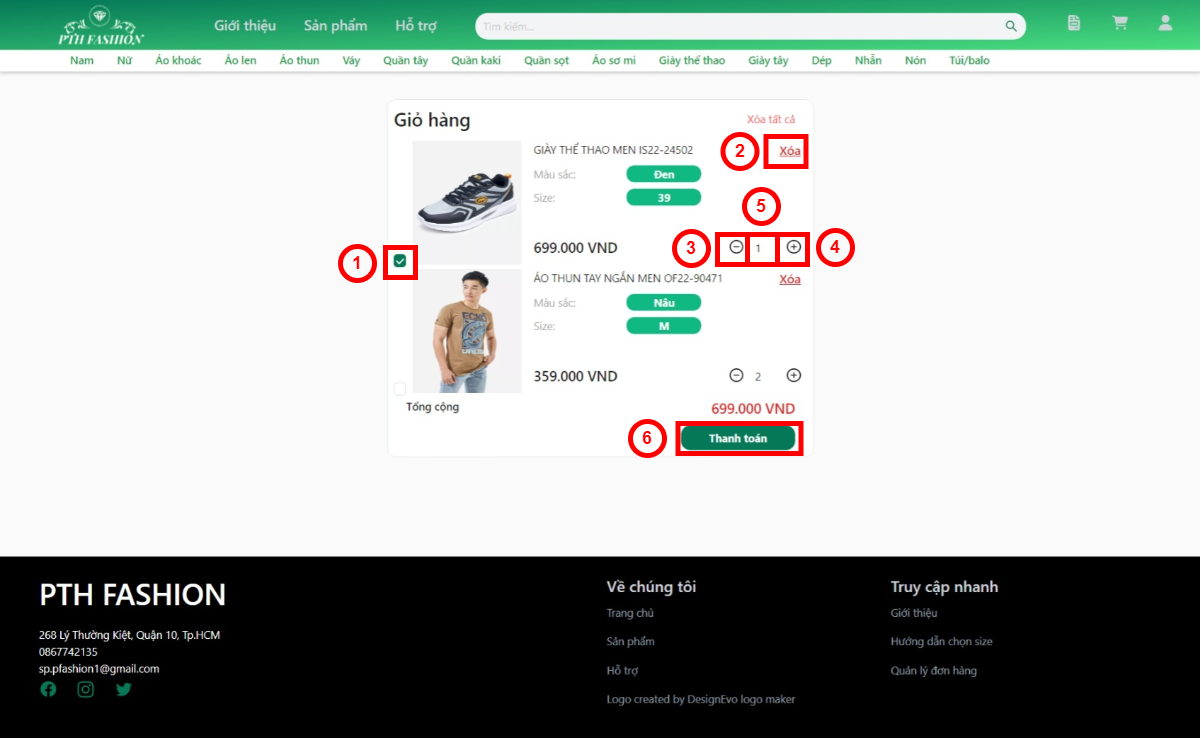 PTH FASHION
Giới thiệu Sản phẩm Hỗ trợ
Tìm kiếm...
Nam Nữ Áo khoác Áo len Áo thun Váy Quần tây Quần kaki Quần sọt Áo sơ mi Giày thể thao Giày tây Dép Nhẫn Nón Túi/balo
Giỏ hàng
Xóa tất cả
GIÀY THỂ THAO MEN IS22-24502
2
Xóa
Màu sắc: Đen
Size: 39
5
699.000 VND
3
1
4
1
ÁO THUN TAY NGẮN MEN OF22-90471
Xóa
Màu sắc: Nâu
Size: M
359.000 VND
2
Tổng cộng
699.000 VND
6
Thanh toán
PTH FASHION
268 Lý Thường Kiệt, Quận 10, Tp.HCM
0867742135
sp.pfashion1@gmail.com
Về chúng tôi
Trang chủ
Sản phẩm
Hỗ trợ
Logo created by DesignEvo logo maker
Truy cập nhanh
Giới thiệu
Hướng dẫn chọn size
Quản lý đơn hàng